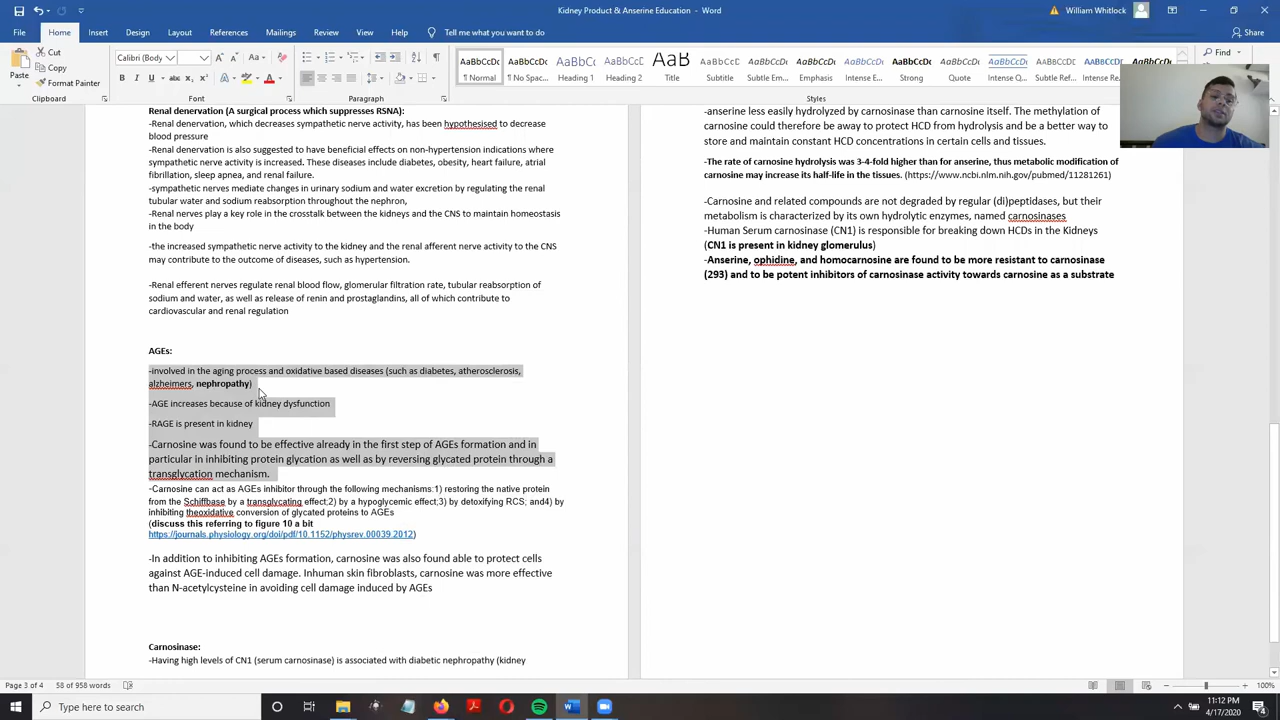 Kidney Product & Anserine Education - Word
William Whitlock
File Home Insert Design Layout References Mailings Review View Help Tell me what you want to do
Share
Paste
Cut
Copy
Format Painter
Clipboard
Calibri (Body
Font
Paragraph
AaBbCcDc
¶ Normal
AaBbCcDc
¶ No Spac...
AaBbCc
Heading 1
AaBbCcC
Heading 2
AaB
Title
AaBbCcD
Subtitle
AaBbCcDc
Subtle Em...
AaBbCcDc
Emphasis
AaBbCcDc
Intense E...
AaBbCcDc
Strong
AaBbCcDc
Quote
AaBbCcDc
Intense Q...
AaBbCcDc
Subtle Ref...
AaBbCcDc
Intense Re...
Styles
Find
Renal denervation (A surgical process which suppresses RSNA):
-Renal denervation, which decreases sympathetic nerve activity, has been hypothesised to decrease
blood pressure
-Renal denervation is also suggested to have beneficial effects on non-hypertension indications where
sympathetic nerve activity is increased. These diseases include diabetes, obesity, heart failure, atrial
fibrillation, sleep apnea, and renal failure.
-sympathetic nerves mediate changes in urinary sodium and water excretion by regulating the renal
tubular water and sodium reabsorption throughout the nephron,
-Renal nerves play a key role in the crosstalk between the kidneys and the CNS to maintain homeostasis
in the body
-the increased sympathetic nerve activity to the kidney and the renal afferent nerve activity to the CNS
may contribute to the outcome of diseases, such as hypertension.
-Renal efferent nerves regulate renal blood flow, glomerular filtration rate, tubular reabsorption of
sodium and water, as well as release of renin and prostaglandins, all of which contribute to
cardiovascular and renal regulation
AGEs:
-involved in the aging process and oxidative based diseases (such as diabetes, atherosclerosis,
alzheimers, nephropathy)
-AGE increases because of kidney dysfunction
-RAGE is present in kidney
-Carnosine was found to be effective already in the first step of AGEs formation and in
particular in inhibiting protein glycation as well as by reversing glycated protein through a
transglycation mechanism.
-Carnosine can act as AGEs inhibitor through the following mechanisms:1) restoring the native protein
from the Schiffbase by a transglycating effect;2) by a hypoglycemic effect;3) by detoxifying RCS; and4) by
inhibiting theoxidative conversion of glycated proteins to AGEs
(discuss this referring to figure 10 a bit
https://journals.physiology.org/doi/pdf/10.1152/physrev.00039.2012)
-In addition to inhibiting AGEs formation, carnosine was also found able to protect cells
against AGE-induced cell damage. Inhuman skin fibroblasts, carnosine was more effective
than N-acetylcysteine in avoiding cell damage induced by AGEs
Carnosinase:
-Having high levels of CN1 (serum carnosinase) is associated with diabetic nephropathy (kidney
-anserine less easily hydrolyzed by carnosinase than carnosine itself. The methylation of
carnosine could therefore be away to protect HCD from hydrolysis and be a better way to
store and maintain constant HCD concentrations in certain cells and tissues.
-The rate of carnosine hydrolysis was 3-4-fold higher than for anserine, thus metabolic modification of
carnosine may increase its half-life in the tissues. (https://www.ncbi.nlm.nih.gov/pubmed/11281261)
-Carnosine and related compounds are not degraded by regular (di)peptidases, but their
metabolism is characterized by its own hydrolytic enzymes, named carnosinases
-Human Serum carnosinase (CN1) is responsible for breaking down HCDs in the Kidneys
(CN1 is present in kidney glomerulus)
-Anserine, ophidine, and homocarnosine are found to be more resistant to carnosinase
(293) and to be potent inhibitors of carnosinase activity towards carnosine as a substrate
Page 3 of 4 58 of 958 words
100%
Type here to search
11:12 PM
4/17/2020